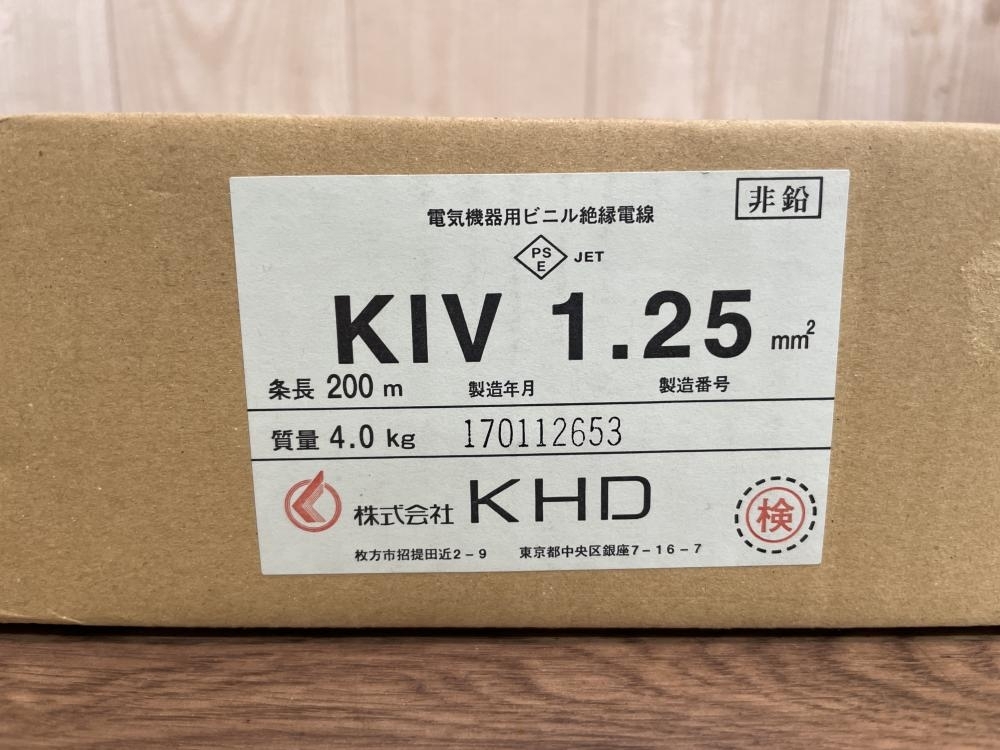 非鉛
電気機器用ビニル絶縁電線
PS
E
JET
KIV 1.25 mm²
条長 200 m 製造年月 製造番号
質量 4.0 kg 170112653
株式会社 KHD
検
枚方市招提田近2-9 東京都中央区銀座7-16-7